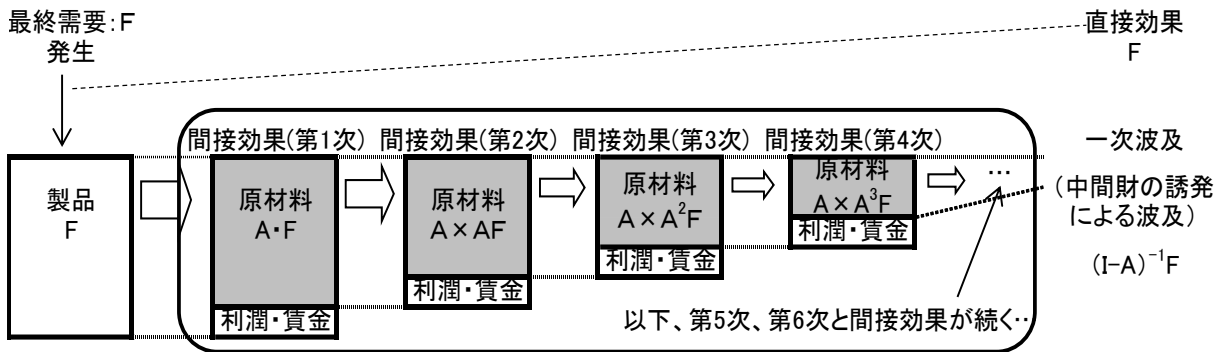 最終需要:F
発生
直接効果
F
間接効果(第1次) 間接効果(第2次) 間接効果(第3次) 間接効果(第4次)
製品
F
原材料
A・F
利潤・賃金
原材料
A×AF
利潤・賃金
原材料
A×A²F
利潤・賃金
原材料
A×A³F
利潤・賃金
…
以下、第5次、第6次と間接効果が続く…
一次波及
(中間財の誘発
による波及)
(I-A)⁻¹F